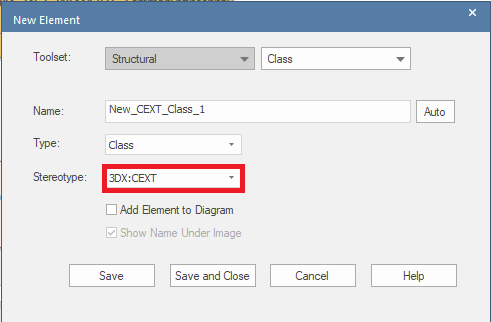 New Element
Toolset: Structural Class
Name: New_CEXT_Class_1 Auto
Type: Class
Stereotype: 3DX:CEXT
Add Element to Diagram
Show Name Under Image
Save Save and Close Cancel Help